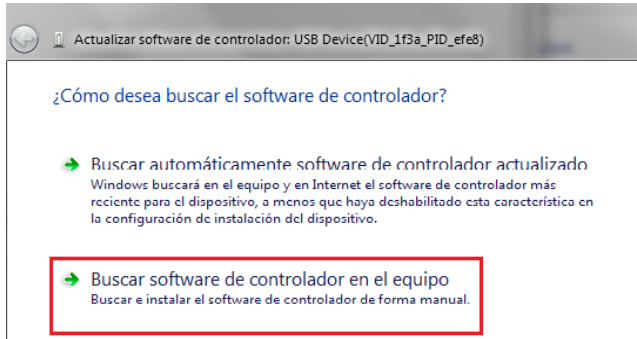 Actualizar software de controlador: USB Device(VID_1f3a_PID_efe8)
¿Cómo desea buscar el software de controlador?
Buscar automáticamente software de controlador actualizado
Windows buscará en el equipo y en Internet el software de controlador más
reciente para el dispositivo, a menos que haya deshabilitado esta característica en
la configuración de instalación del dispositivo.
Buscar software de controlador en el equipo
Buscar e instalar el software de controlador de forma manual.